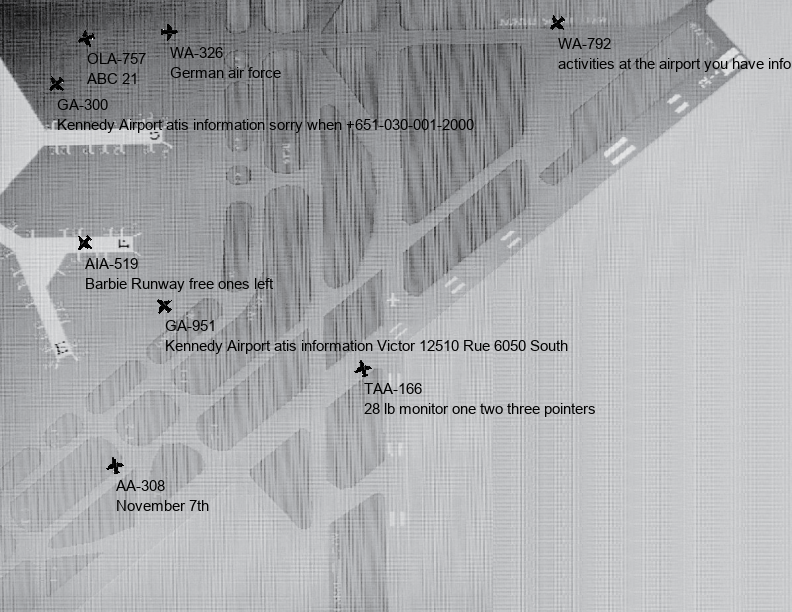 WA-792
activities at the airport you have info
OLA-757
ABC 21
WA-326
German air force
GA-300
Kennedy Airport atis information sorry when +651-030-001-2000
AIA-519
Barbie Runway free ones left
GA-951
Kennedy Airport atis information Victor 12510 Rue 6050 South
TAA-166
28 lb monitor one two three pointers
AA-308
November 7th